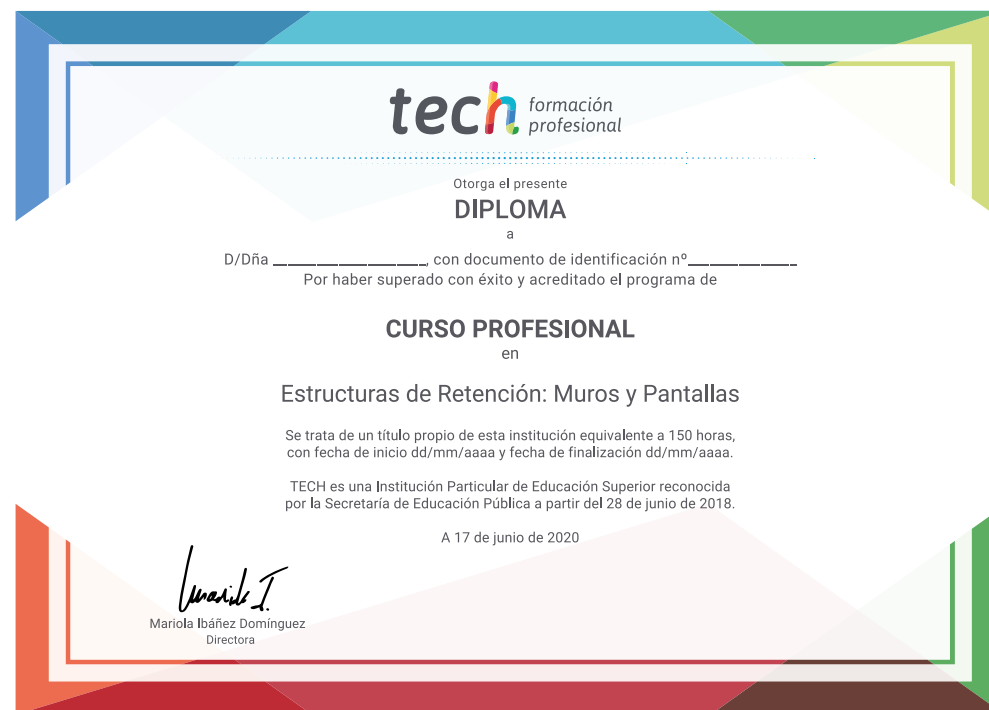 tech formación
profesional
Otorga el presente
DIPLOMA
a
D/Dña ____________________, con documento de identificación nº______________
Por haber superado con éxito y acreditado el programa de
CURSO PROFESIONAL
en
Estructuras de Retención: Muros y Pantallas
Se trata de un título propio de esta institución equivalente a 150 horas,
con fecha de inicio dd/mm/aaaa y fecha de finalización dd/mm/aaaa.
TECH es una Institución Particular de Educación Superior reconocida
por la Secretaría de Educación Pública a partir del 28 de junio de 2018.
A 17 de junio de 2020
Mariola Ibáñez Domínguez
Directora